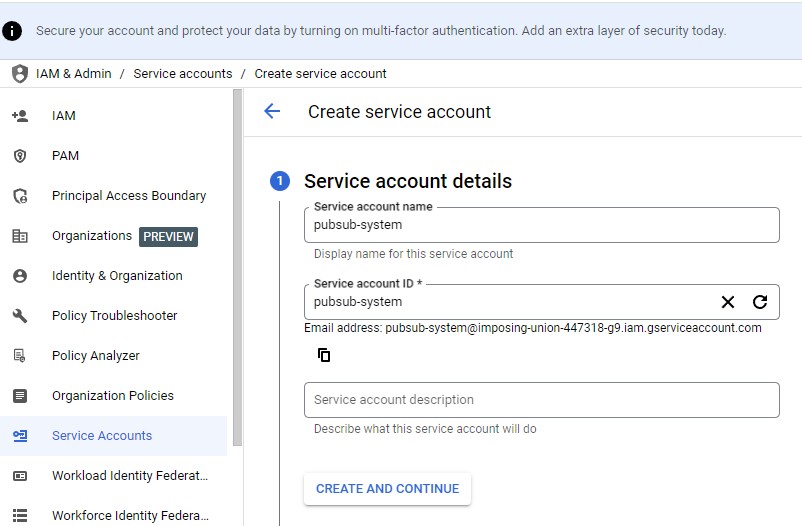 Secure your account and protect your data by turning on multi-factor authentication. Add an extra layer of security today.
IAM & Admin / Service accounts / Create service account
IAM
PAM
Principal Access Boundary
Organizations PREVIEW
Identity & Organization
Policy Troubleshooter
Policy Analyzer
Organization Policies
Service Accounts
Workload Identity Federat...
Workforce Identity Federa...
Create service account
1 Service account details
Service account name
pubsub-system
Display name for this service account
Service account ID *
pubsub-system
Email address: pubsub-system@imposing-union-447318-g9.iam.gserviceaccount.com
Service account description
Describe what this service account will do
CREATE AND CONTINUE